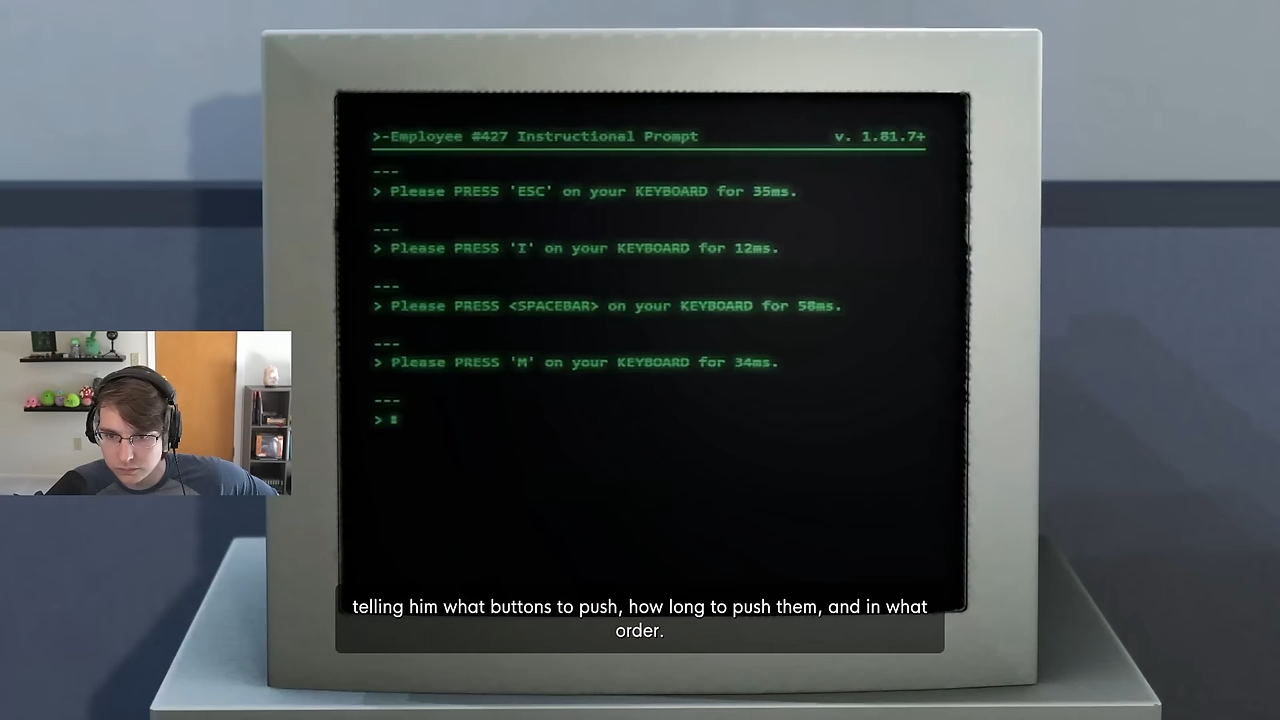 >-Employee #427 Instructional Prompt v. 1.81.7+
---
> Please PRESS 'ESC' on your KEYBOARD for 35ms.
---
> Please PRESS 'I' on your KEYBOARD for 12ms.
---
> Please PRESS <SPACEBAR> on your KEYBOARD for 58ms.
---
> Please PRESS 'M' on your KEYBOARD for 34ms.
---
>
telling him what buttons to push, how long to push them, and in what
order.